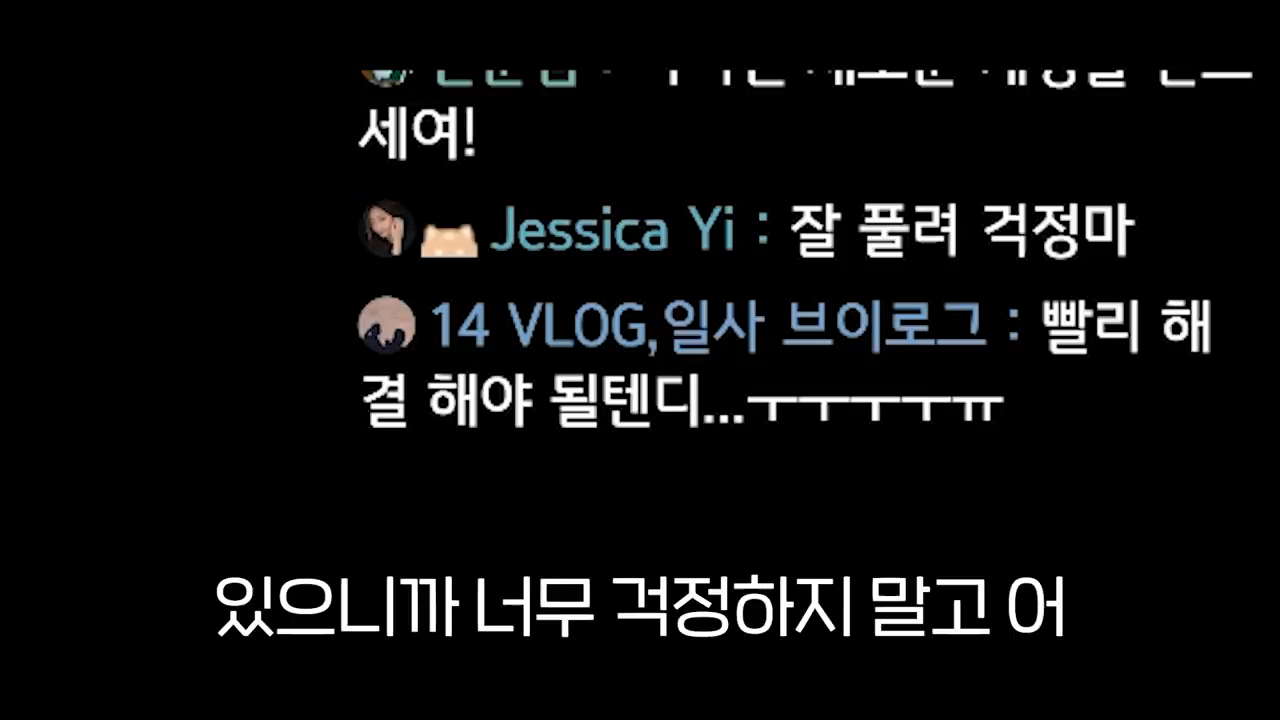 세여!
Jessica Yi : 잘 풀려 걱정마
14 VLOG,일사 브이로그 : 빨리 해
결 해야 될텐디...ㅜㅜㅜㅜㅠ
있으니까 너무 걱정하지 말고 어